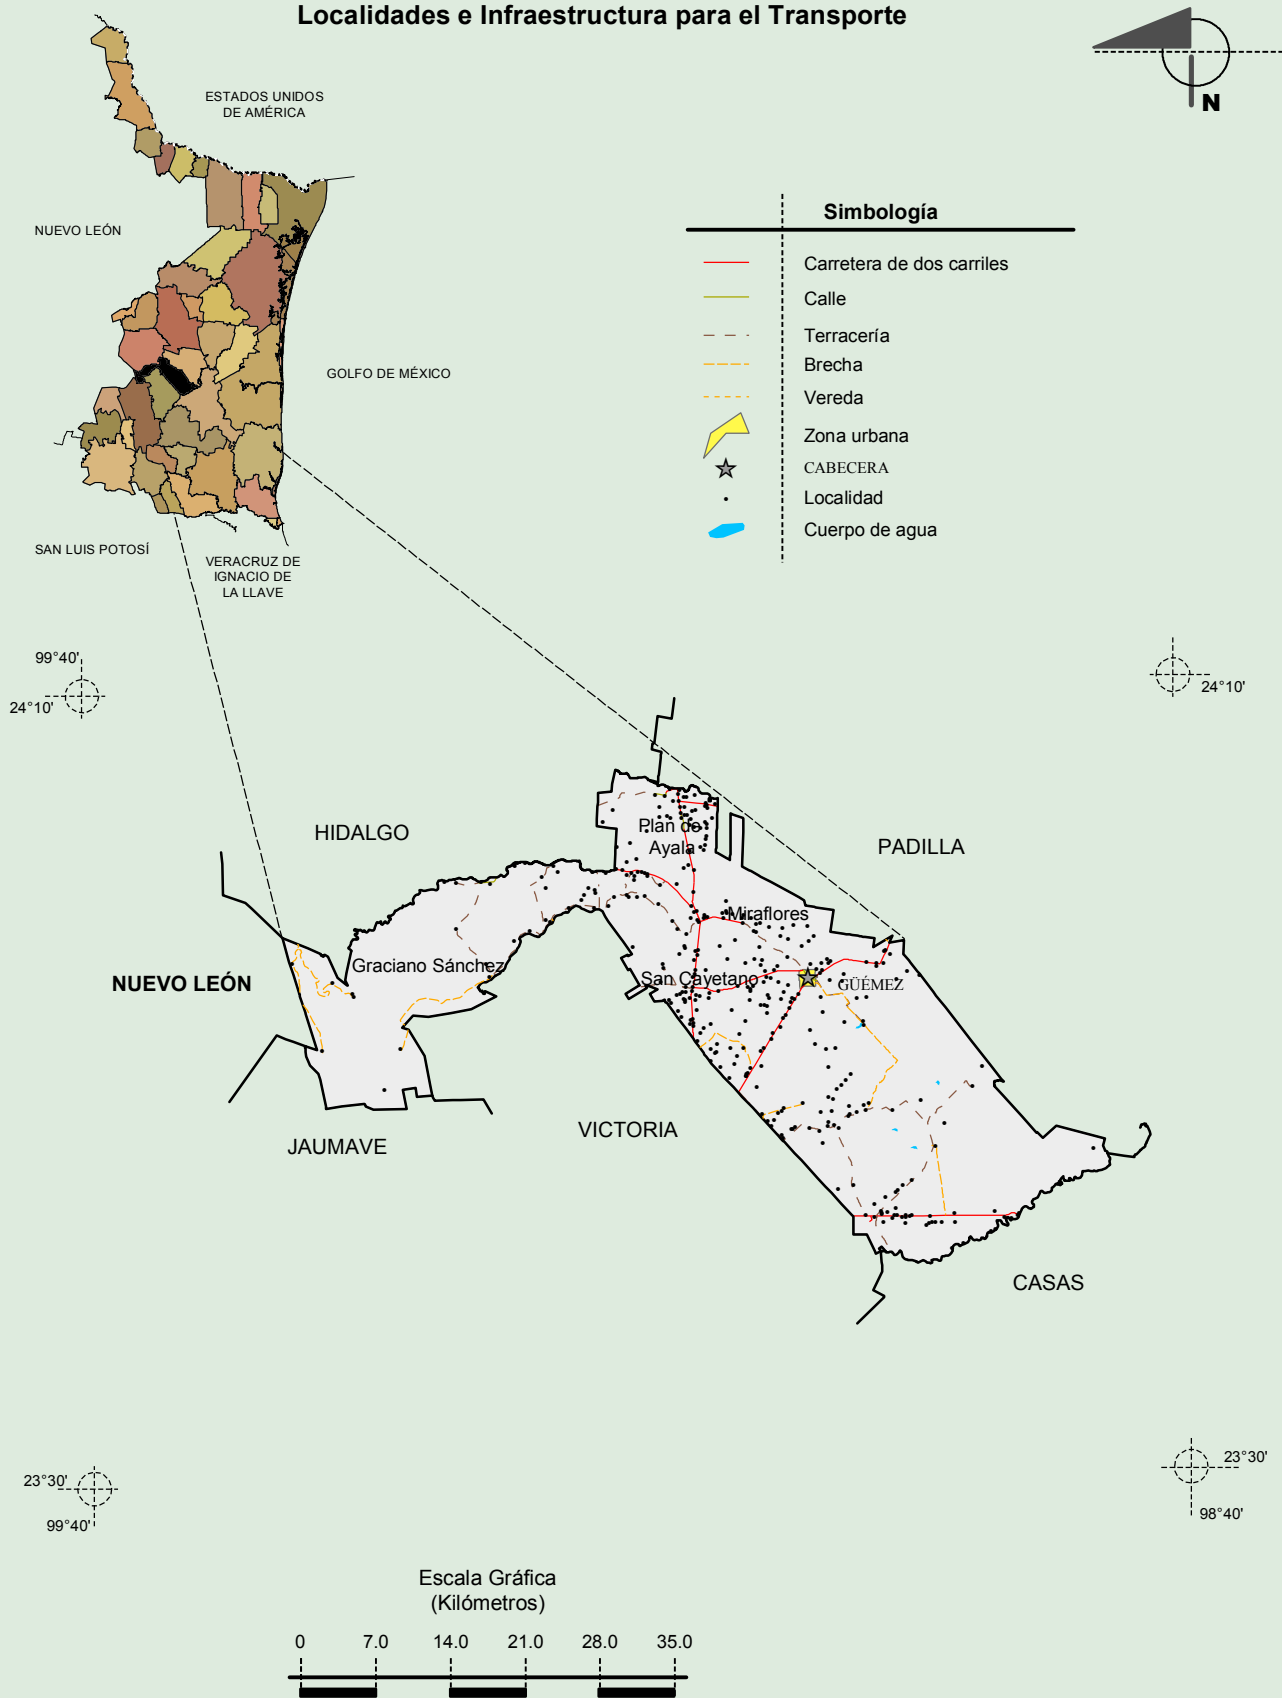 Localidades e Infraestructura para el Transporte
N
ESTADOS UNIDOS
DE AMÉRICA
NUEVO LEÓN
GOLFO DE MÉXICO
SAN LUIS POTOSÍ
VERACRUZ DE
IGNACIO DE
LA LLAVE
Simbología
Carretera de dos carriles
Calle
Terracería
Brecha
Vereda
Zona urbana
CABECERA
Localidad
Cuerpo de agua
99°40'
24°10'
24°10'
HIDALGO
Plan de
Ayala
PADILLA
Miraflores
Graciano Sánchez
San Cayetano
GÜÉMEZ
NUEVO LEÓN
VICTORIA
JAUMAVE
CASAS
23°30'
99°40'
23°30'
98°40'
Escala Gráfica
(Kilómetros)
0 7.0 14.0 21.0 28.0 35.0